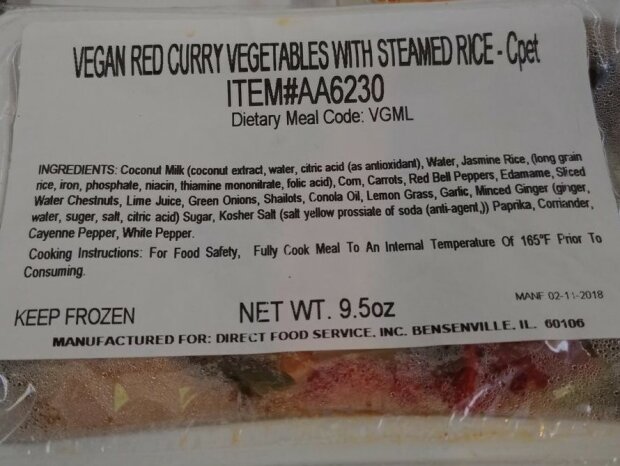 VEGAN RED CURRY VEGETABLES WITH STEAMED RICE - Cpet
ITEM#AA6230
Dietary Meal Code: VGML
INGREDIENTS: Coconut Milk (coconut extract, water, citric acid (as antioxidant), Water, Jasmine Rice, (long grain
rice, iron, phosphate, niacin, thiamine mononitrate, folic acid), Corn, Carrots, Red Bell Peppers, Edamame, Sliced
Water Chestnuts, Lime Juice, Green Onions, Shailots, Conola Oil, Lemon Grass, Garlic, Minced Ginger (ginger,
water, suger, salt, citric acid) Sugar, Kosher Salt (salt yellow prossiate of soda (anti-agent,)) Paprika, Corriander,
Cayenne Pepper, White Pepper.
Cooking Instructions: For Food Safety, Fully Cook Meal To An Internal Temperature Of 165°F Prior To
Consuming.
MANF 02-11-2018
KEEP FROZEN NET WT. 9.5oz
MANUFACTURED FOR: DIRECT FOOD SERVICE, INC. BENSENVILLE, IL. 60106